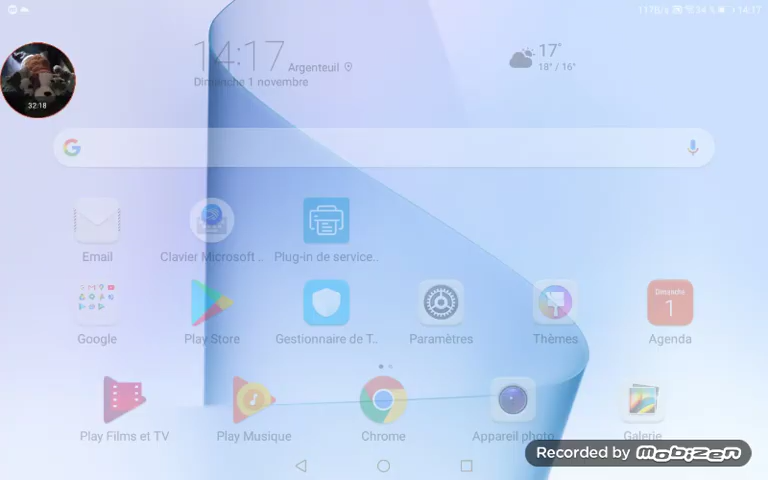 14:17
32:18
14:17 Argenteuil
Dimanche 1 novembre
17°
18° / 16°
Email
Clavier Microsoft ..
Plug-in de service..
Dimanche
1
Google
Play Store
Gestionnaire de T..
Paramètres
Thèmes
Agenda
Play Films et TV
Play Musique
Chrome
Appareil photo
Galerie
Recorded by mobizen